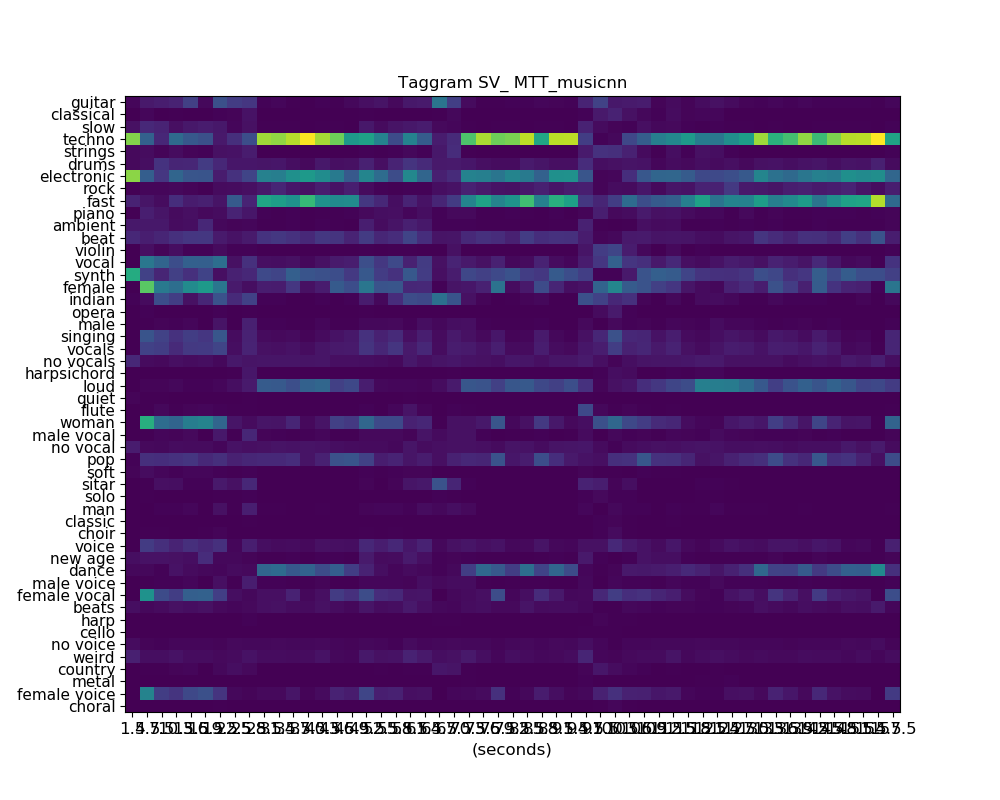 Taggram SV_ MTT_musicnn
guitar
classical
slow
techno
strings
drums
electronic
rock
fast
piano
ambient
beat
violin
vocal
synth
female
indian
opera
male
singing
vocals
no vocals
harpsichord
loud
quiet
flute
woman
male vocal
no vocal
pop
soft
sitar
solo
man
classic
choir
voice
new age
dance
male voice
female vocal
beats
harp
cello
no voice
weird
country
metal
female voice
choral
(seconds)